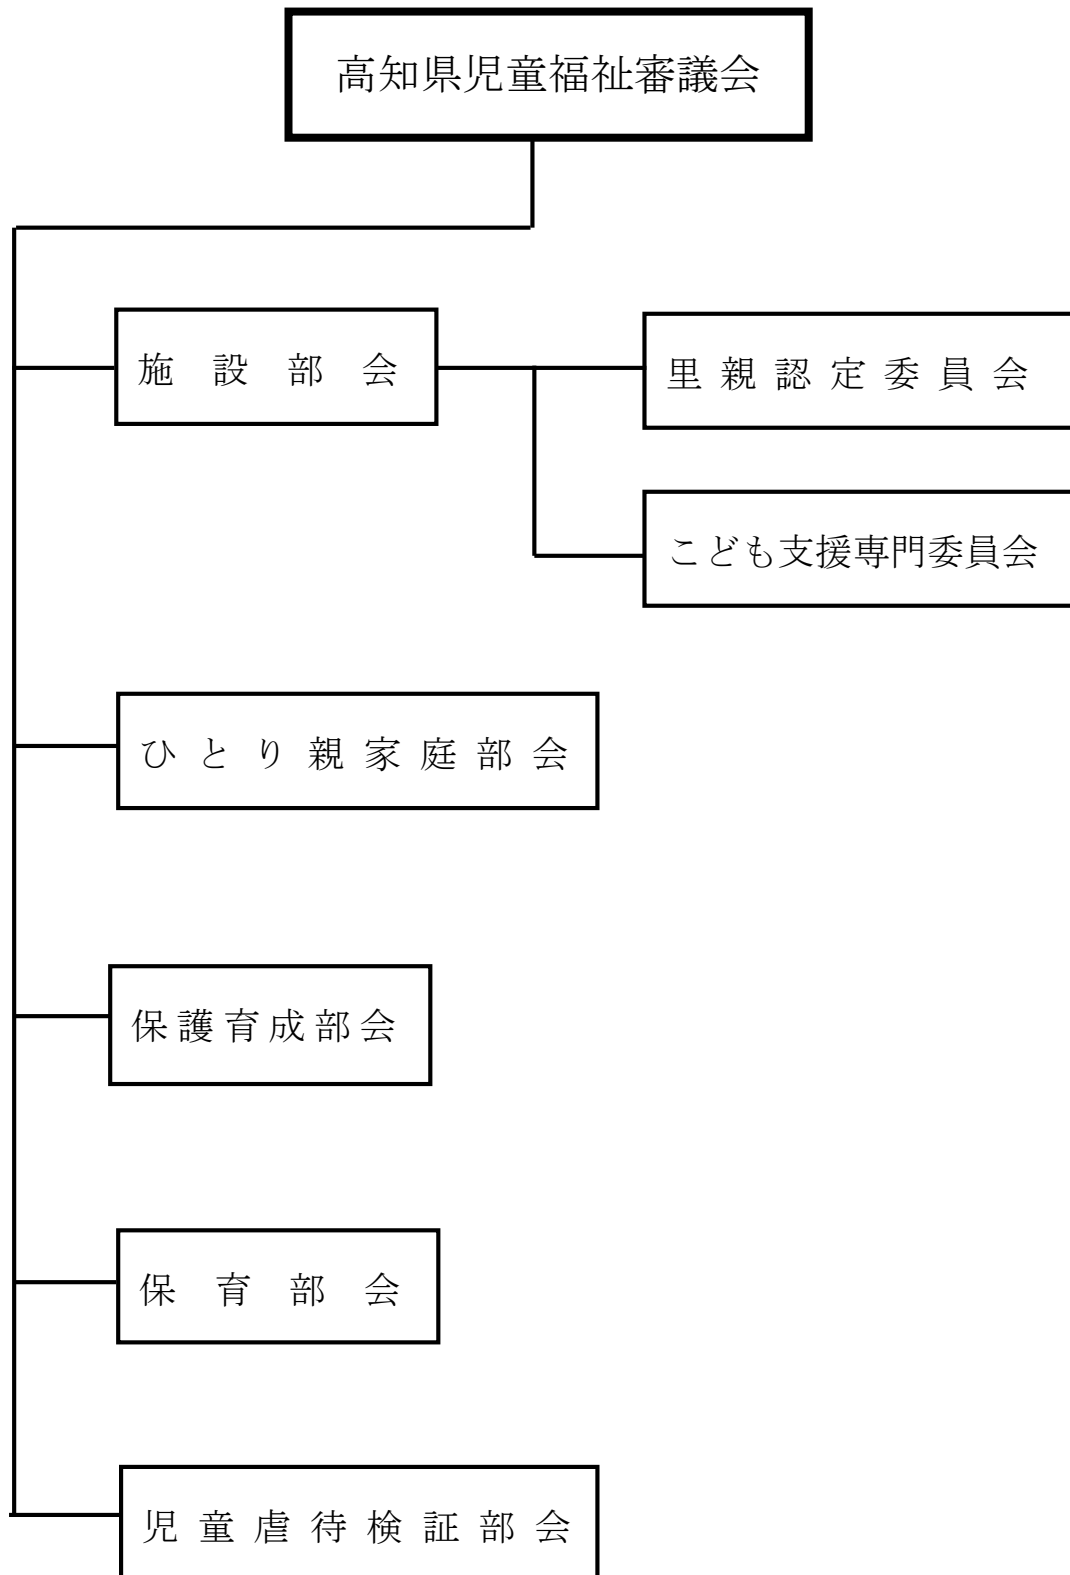 高知県児童福祉審議会
施設部会
里親認定委員会
こども支援専門委員会
ひとり親家庭部会
保護育成部会
保育部会
児童虐待検証部会